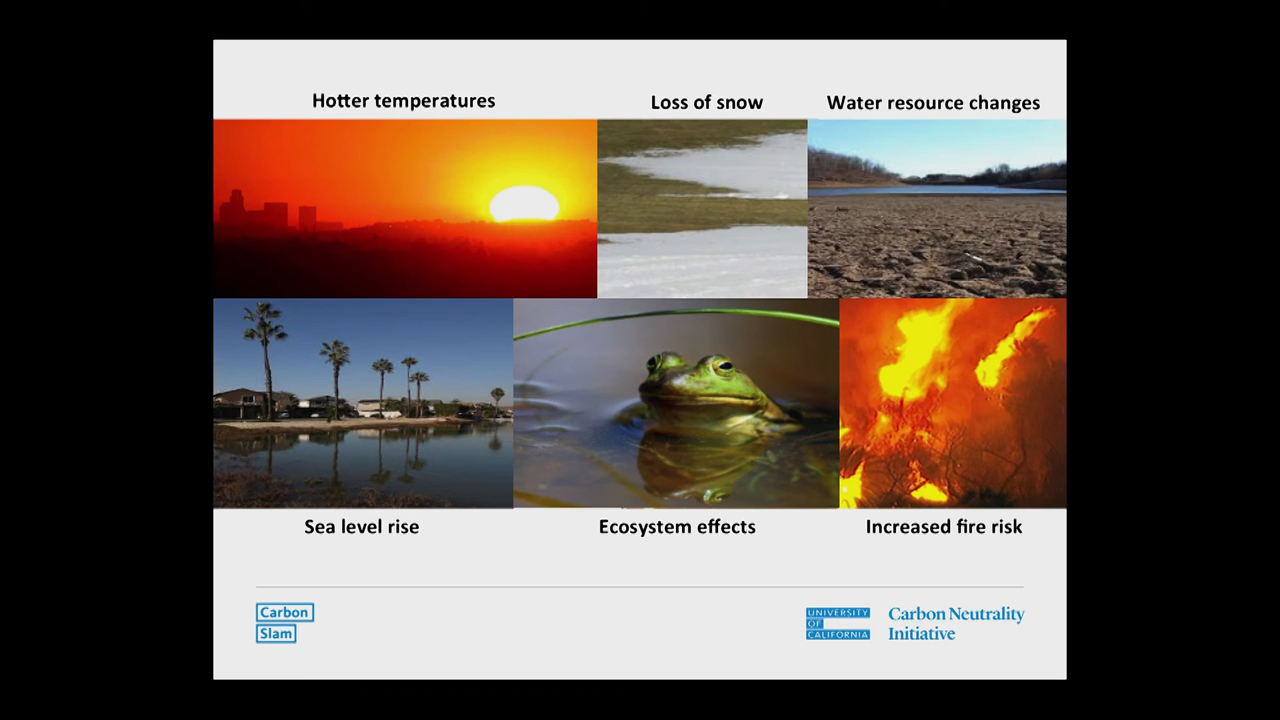 Hotter temperatures
Loss of snow
Water resource changes
Sea level rise
Ecosystem effects
Increased fire risk
Carbon
Slam
UNIVERSITY
OF
CALIFORNIA
Carbon Neutrality
Initiative